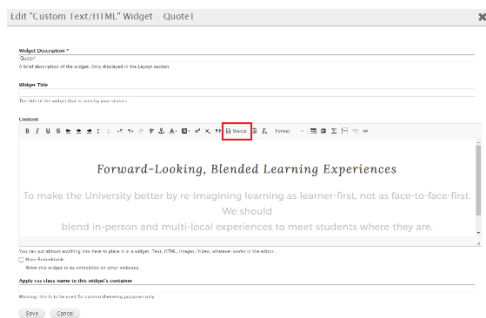 Edit "Custom Text/HTML" Widget - Quote1
Widget Description *
Quote1
A brief description of the widget. Only displayed in the Layout section.
Widget Title
The title of the widget that is seen by your visitors.
Content
B I U S
Source
Format
Forward-Looking, Blended Learning Experiences
To make the University better by re-imagining learning as learner-first, not as face-to-face-first.
We should
blend in-person and multi-local experiences to meet students where they are.
You can put almost anything into here to place it in a widget. Text, HTML, Images, Video, whatever works in the editor.
Make Embeddable
Allow this widget to be embedded on other websites.
Apply css class name to this widget's container
Warning: this is to be used for custom theming purposes only.
Save Cancel